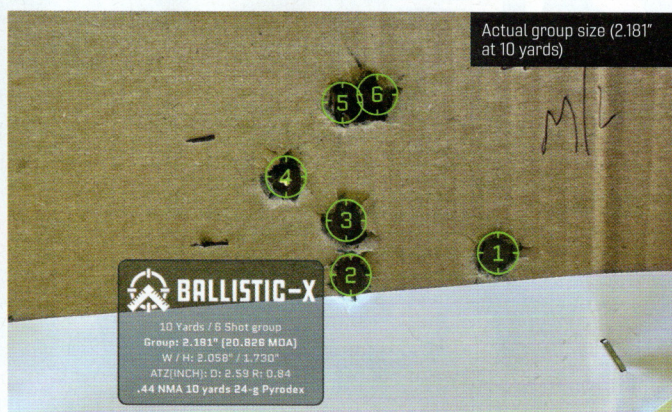 Actual group size (2.181"
at 10 yards)
5
6
4
3
1
2
BALLISTIC-X
10 Yards / 6 Shot group
Group: 2.181" (20.826 MOA)
W / H: 2.058" / 1.730"
ATZ(INCH): D: 2.59 R: 0.84
.44 NMA 10 yards 24-g Pyrodex